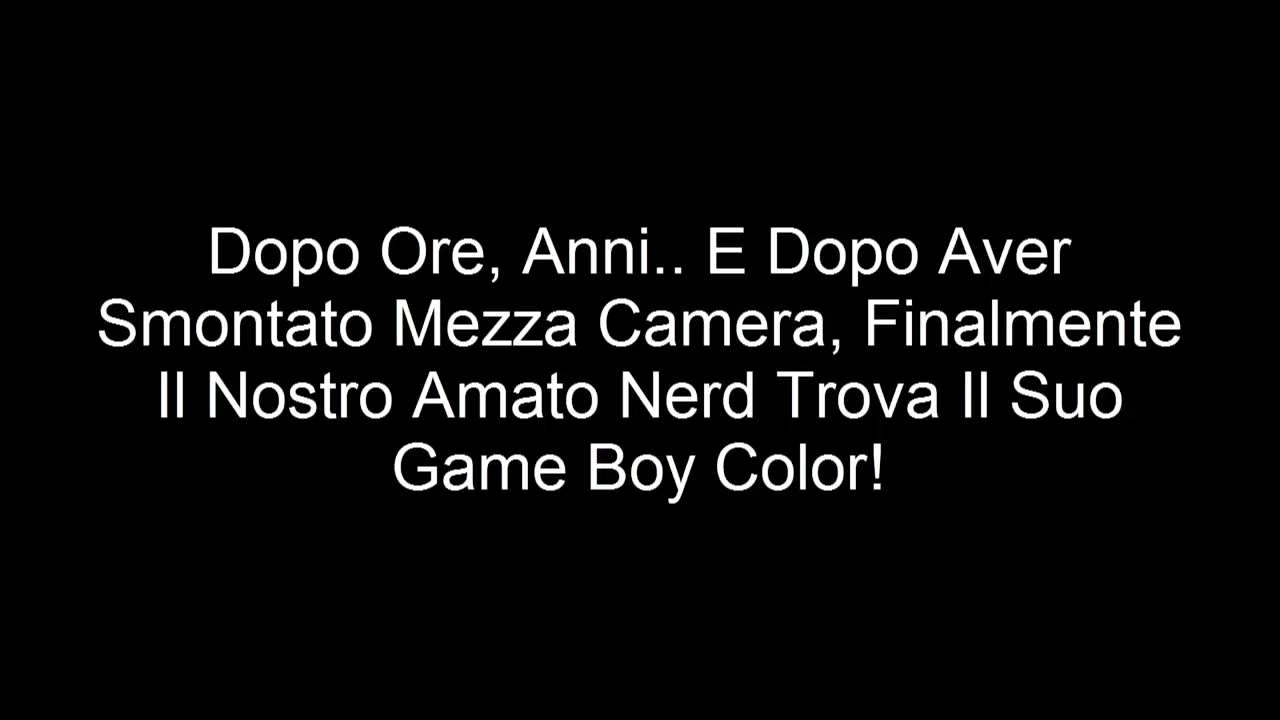 Dopo Ore, Anni.. E Dopo Aver
Smontato Mezza Camera, Finalmente
Il Nostro Amato Nerd Trova Il Suo
Game Boy Color!